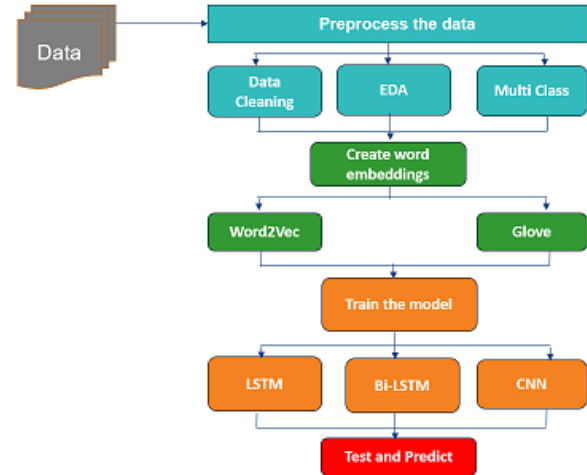 Data
Preprocess the data
Data
Cleaning
EDA
Multi Class
Create word
embeddings
Word2Vec
Glove
Train the model
LSTM
Bi-LSTM
CNN
Test and Predict